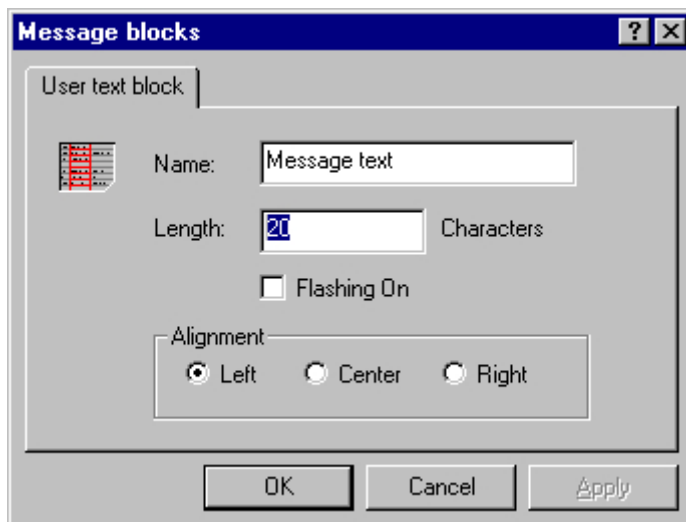 Message blocks
User text block
Name: Message text
Length: 20 Characters
Flashing On
Alignment
Left Center Right
OK Cancel Apply